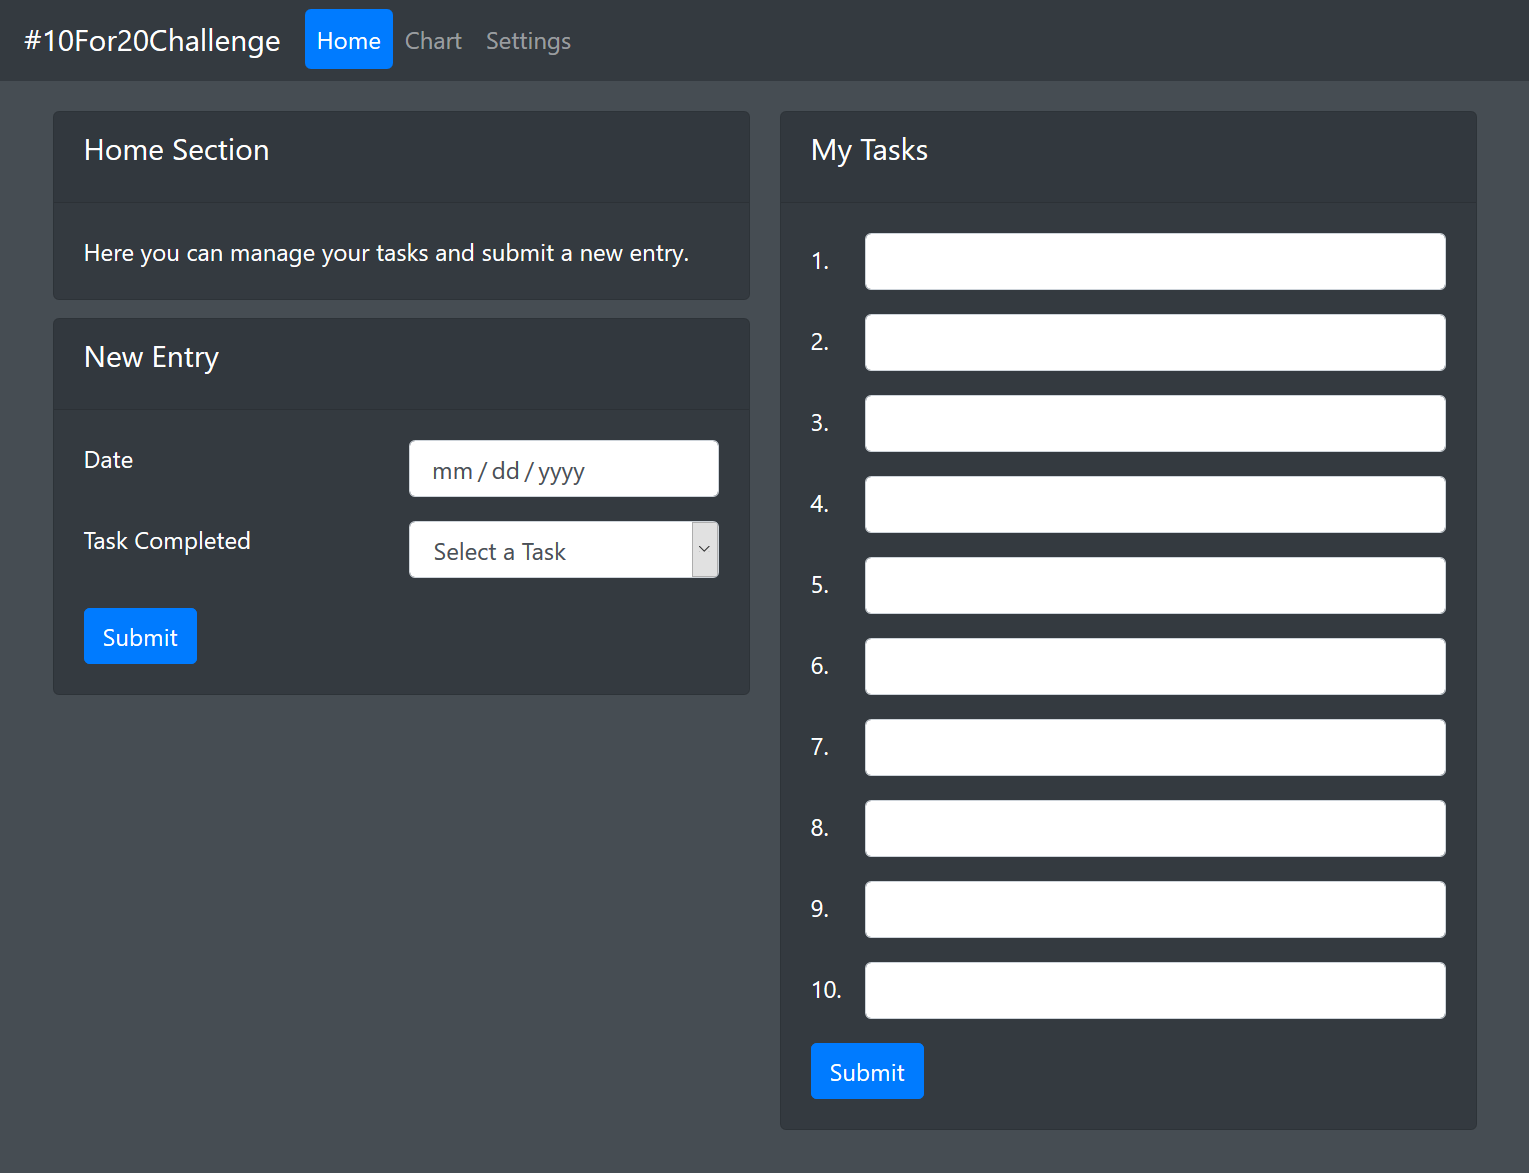 #10For20Challenge Home Chart Settings
Home Section
Here you can manage your tasks and submit a new entry.
New Entry
Date mm / dd / yyyy
Task Completed Select a Task
Submit
My Tasks
1.
2.
3.
4.
5.
6.
7.
8.
9.
10.
Submit